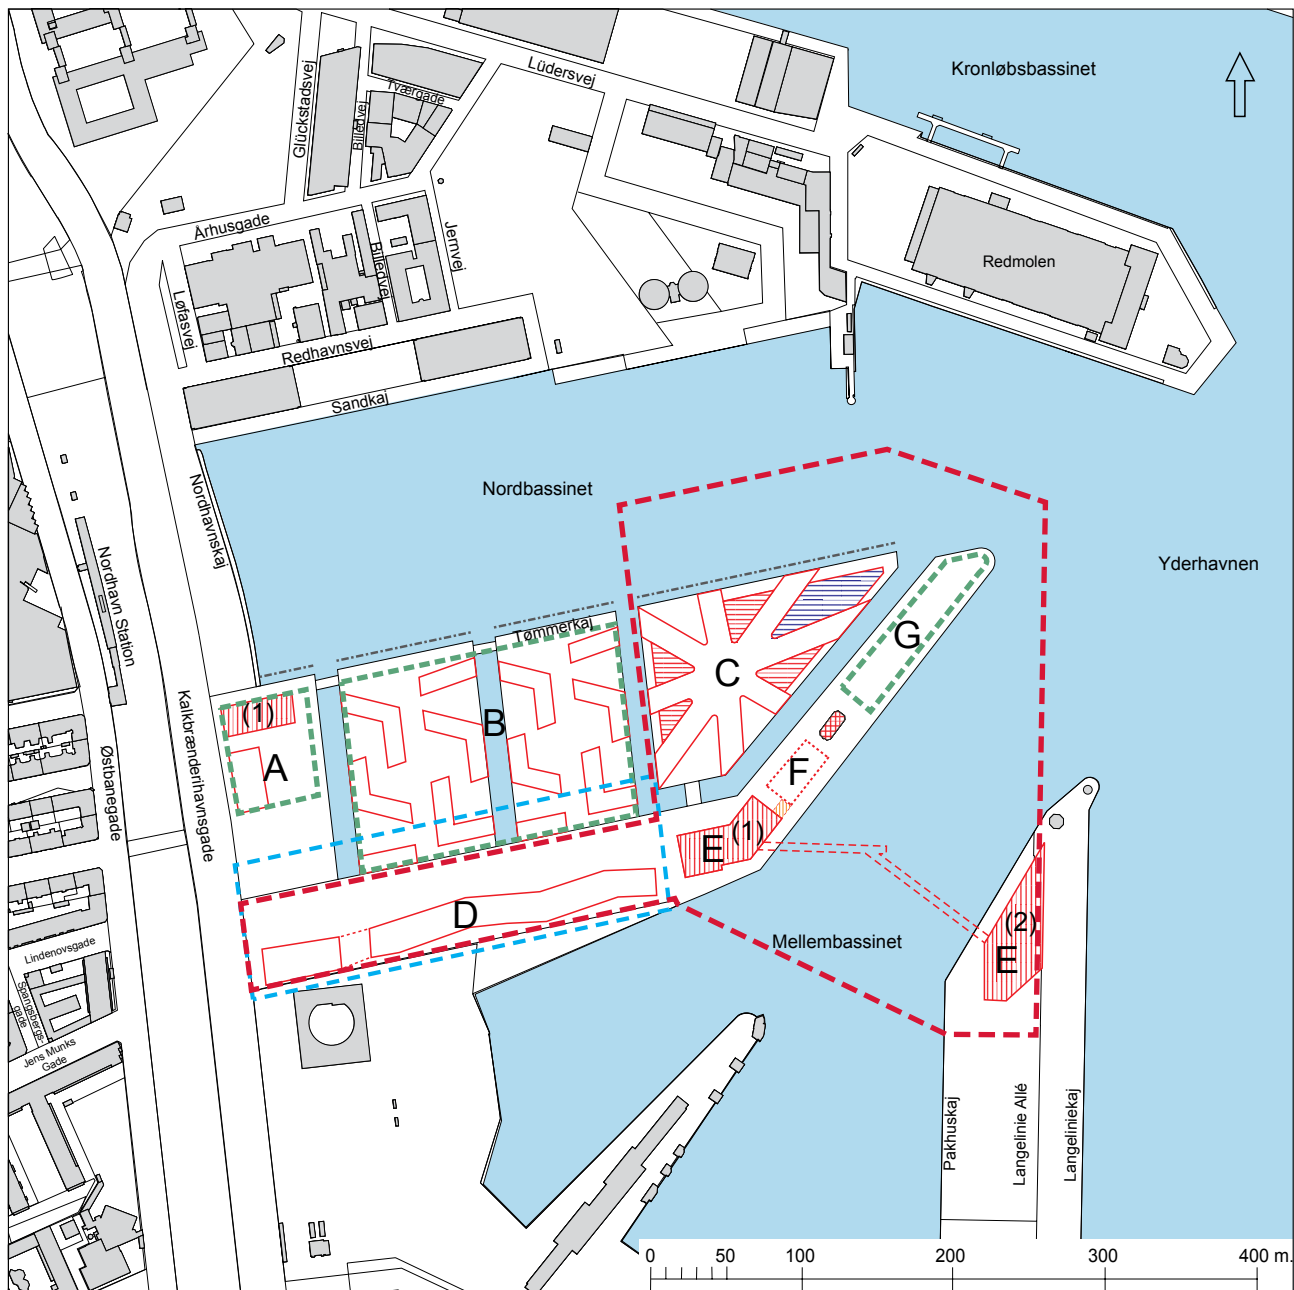 Kronløbsbassinet
Lüdersvej
Glückstadsvej
Tværgade
Billedvej
Århusgade
Jernvej
Billedvej
Redmolen
Løfasvej
Redhavnsvej
Sandkaj
Nordhavnskaj
Nordbassinet
Yderhavnen
Nordhavn Station
Tømmerkaj
G
C
(1)
B
A
F
Kalkbrænderihavnsgade
Østbanegade
(1)
E
D
(2)
E
Mellembassinet
Lindenovsgade
Spangsbergs-
gade
Jens Munks
Gade
Pakhuskaj
Langelinie Allé
Langeliniekaj
0 50 100 200 300 400 m.